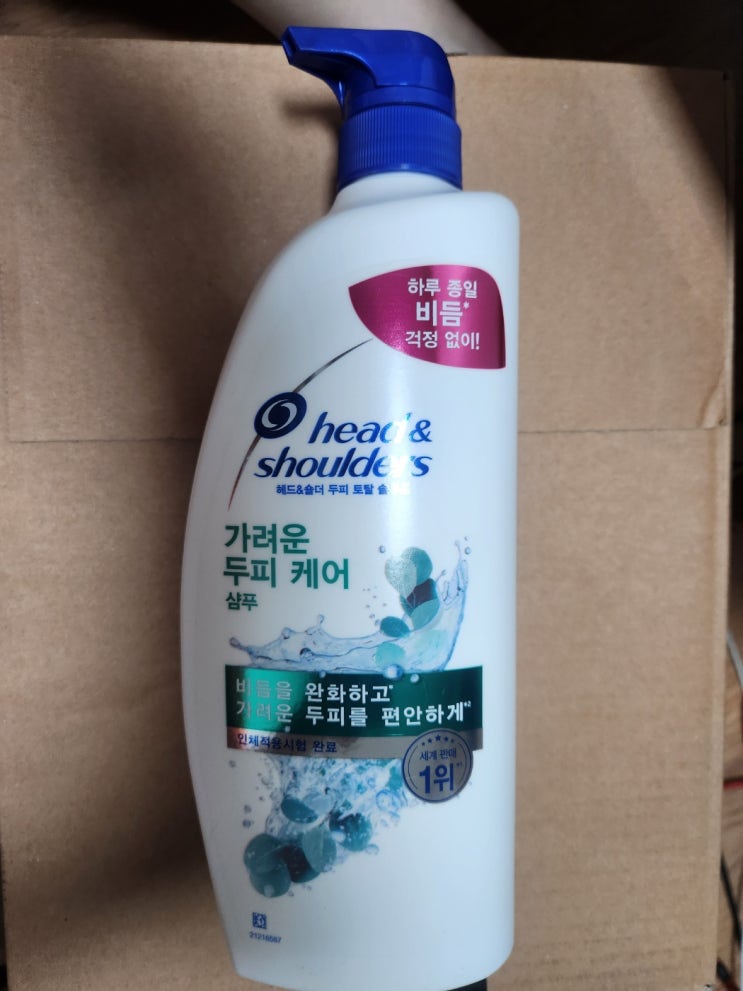 하루 종일
비듬*
걱정 없이!
head &
shoulders
헤드&숄더 두피 토탈
가려운
두피 케어
샴푸
비듬을 완화하고*
가려운 두피를 편안하게*²
인체적용시험 완료
세계 판매
1위
21216587